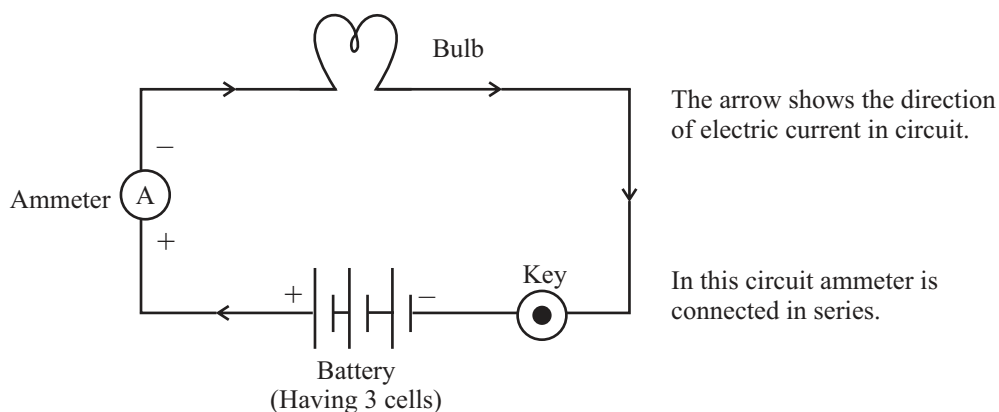 Bulb
The arrow shows the direction
of electric current in circuit.
−
Ammeter
A
+
In this circuit ammeter is
connected in series.
Key
+
−
Battery
(Having 3 cells)